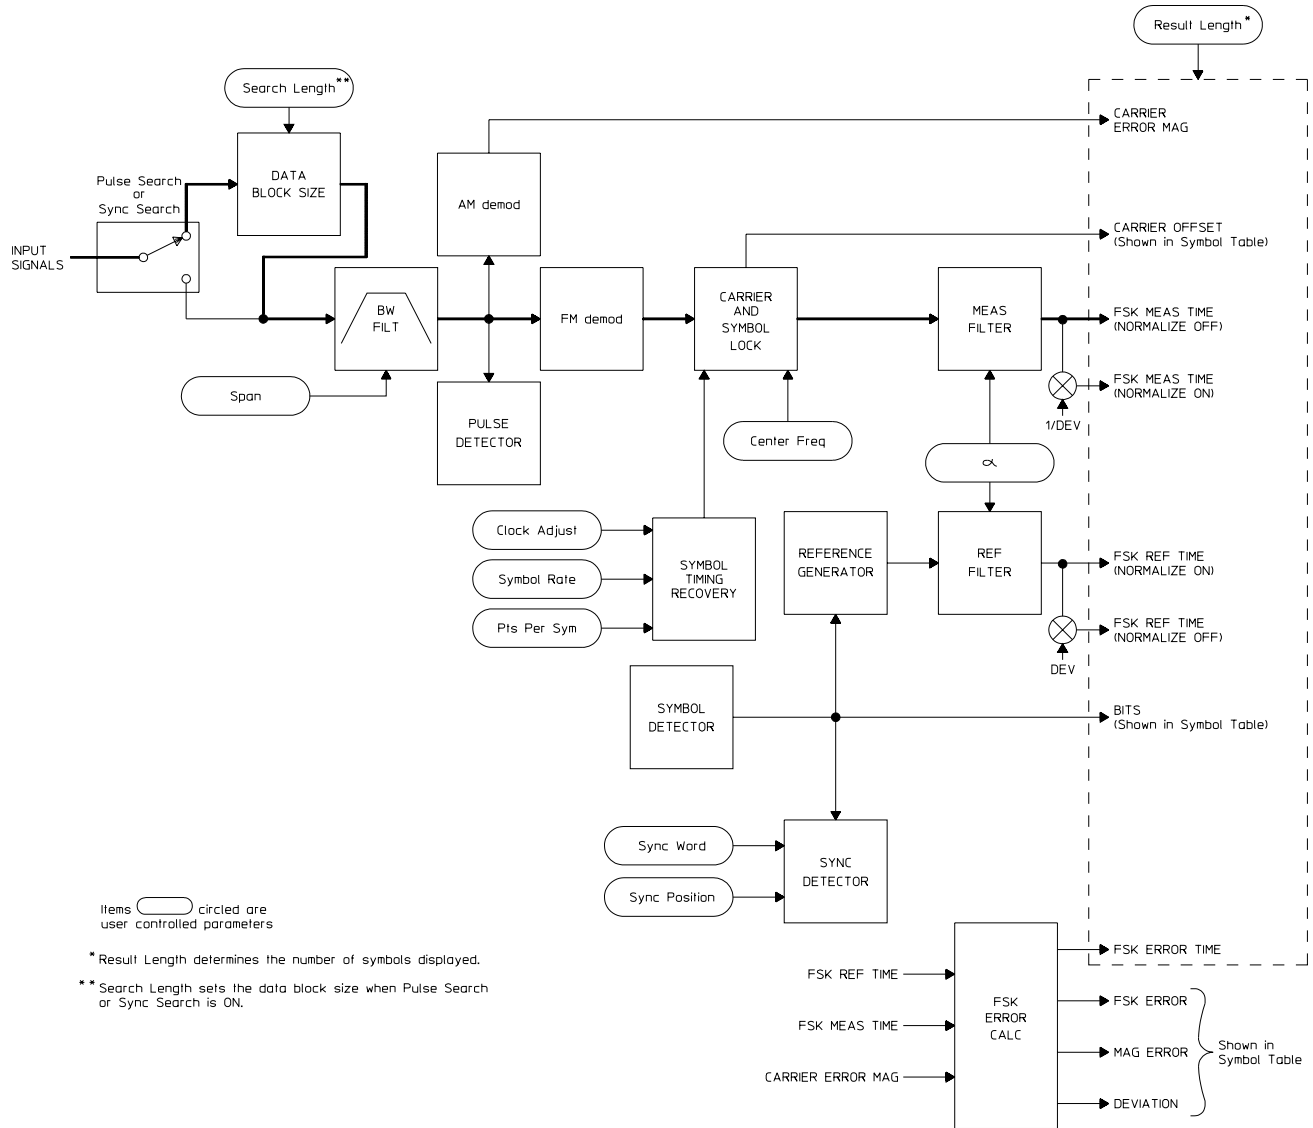 Result Length*
Search Length**
CARRIER
ERROR MAG
DATA
BLOCK SIZE
Pulse Search
or
Sync Search
AM demod
INPUT
SIGNALS
CARRIER OFFSET
(Shown in Symbol Table)
BW
FILT
FM demod
CARRIER
AND
SYMBOL
LOCK
MEAS
FILTER
FSK MEAS TIME
(NORMALIZE OFF)
FSK MEAS TIME
(NORMALIZE ON)
1/DEV
Span
PULSE
DETECTOR
Center Freq
α
Clock Adjust
Symbol Rate
Pts Per Sym
SYMBOL
TIMING
RECOVERY
REFERENCE
GENERATOR
REF
FILTER
FSK REF TIME
(NORMALIZE ON)
FSK REF TIME
(NORMALIZE OFF)
DEV
SYMBOL
DETECTOR
BITS
(Shown in Symbol Table)
Sync Word
Sync Position
SYNC
DETECTOR
Items circled are
user controlled parameters
* Result Length determines the number of symbols displayed.
** Search Length sets the data block size when Pulse Search
or Sync Search is ON.
FSK REF TIME
FSK MEAS TIME
CARRIER ERROR MAG
FSK
ERROR
CALC
FSK ERROR TIME
FSK ERROR
MAG ERROR
DEVIATION
Shown in
Symbol Table